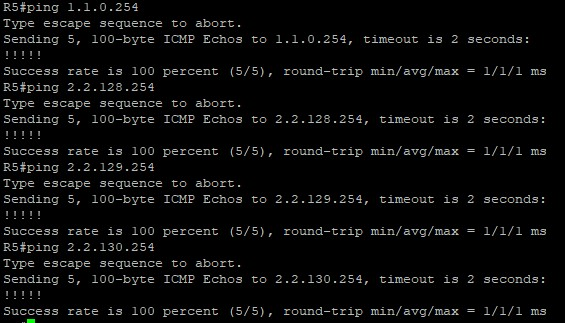 R5#ping 1.1.0.254
Type escape sequence to abort.
Sending 5, 100-byte ICMP Echos to 1.1.0.254, timeout is 2 seconds:
!!!!!
Success rate is 100 percent (5/5), round-trip min/avg/max = 1/1/1 ms
R5#ping 2.2.128.254
Type escape sequence to abort.
Sending 5, 100-byte ICMP Echos to 2.2.128.254, timeout is 2 seconds:
!!!!!
Success rate is 100 percent (5/5), round-trip min/avg/max = 1/1/1 ms
R5#ping 2.2.129.254
Type escape sequence to abort.
Sending 5, 100-byte ICMP Echos to 2.2.129.254, timeout is 2 seconds:
!!!!!
Success rate is 100 percent (5/5), round-trip min/avg/max = 1/1/1 ms
R5#ping 2.2.130.254
Type escape sequence to abort.
Sending 5, 100-byte ICMP Echos to 2.2.130.254, timeout is 2 seconds:
!!!!!
Success rate is 100 percent (5/5), round-trip min/avg/max = 1/1/1 ms